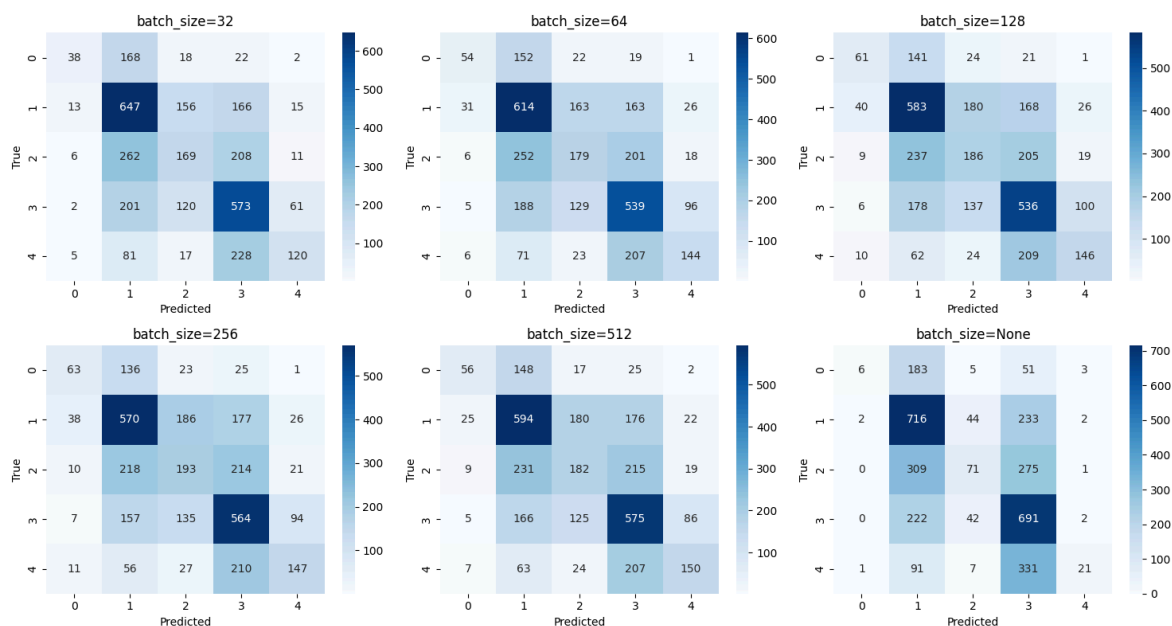 batch_size=32
0 38 168 18 22 2
1 13 647 156 166 15
2 6 262 169 208 11
3 2 201 120 573 61
4 5 81 17 228 120
0 1 2 3 4
Predicted
True
600
500
400
300
200
100
batch_size=64
0 54 152 22 19 1
1 31 614 163 163 26
2 6 252 179 201 18
3 5 188 129 539 96
4 6 71 23 207 144
0 1 2 3 4
Predicted
True
600
500
400
300
200
100
batch_size=128
0 61 141 24 21 1
1 40 583 180 168 26
2 9 237 186 205 19
3 6 178 137 536 100
4 10 62 24 209 146
0 1 2 3 4
Predicted
True
500
400
300
200
100
batch_size=256
0 63 136 23 25 1
1 38 570 186 177 26
2 10 218 193 214 21
3 7 157 135 564 94
4 11 56 27 210 147
0 1 2 3 4
Predicted
True
500
400
300
200
100
batch_size=512
0 56 148 17 25 2
1 25 594 180 176 22
2 9 231 182 215 19
3 5 166 125 575 86
4 7 63 24 207 150
0 1 2 3 4
Predicted
True
500
400
300
200
100
batch_size=None
0 6 183 5 51 3
1 2 716 44 233 2
2 0 309 71 275 1
3 0 222 42 691 2
4 1 91 7 331 21
0 1 2 3 4
Predicted
True
700
600
500
400
300
200
100
0